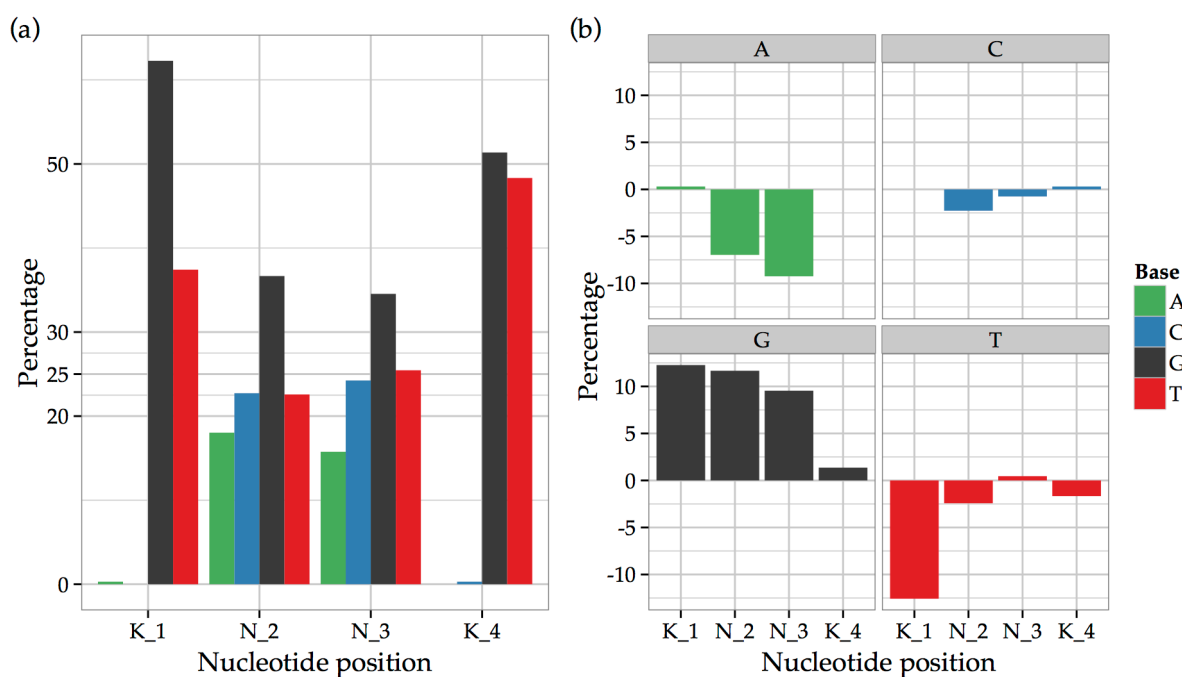 (a)
Percentage
50
30
25
20
0
K_1 N_2 N_3 K_4
Nucleotide position
(b)
A C
Percentage
10
5
0
-5
-10
G T
10
5
0
-5
-10
K_1 N_2 N_3 K_4 K_1 N_2 N_3 K_4
Nucleotide position
Base
A
C
G
T